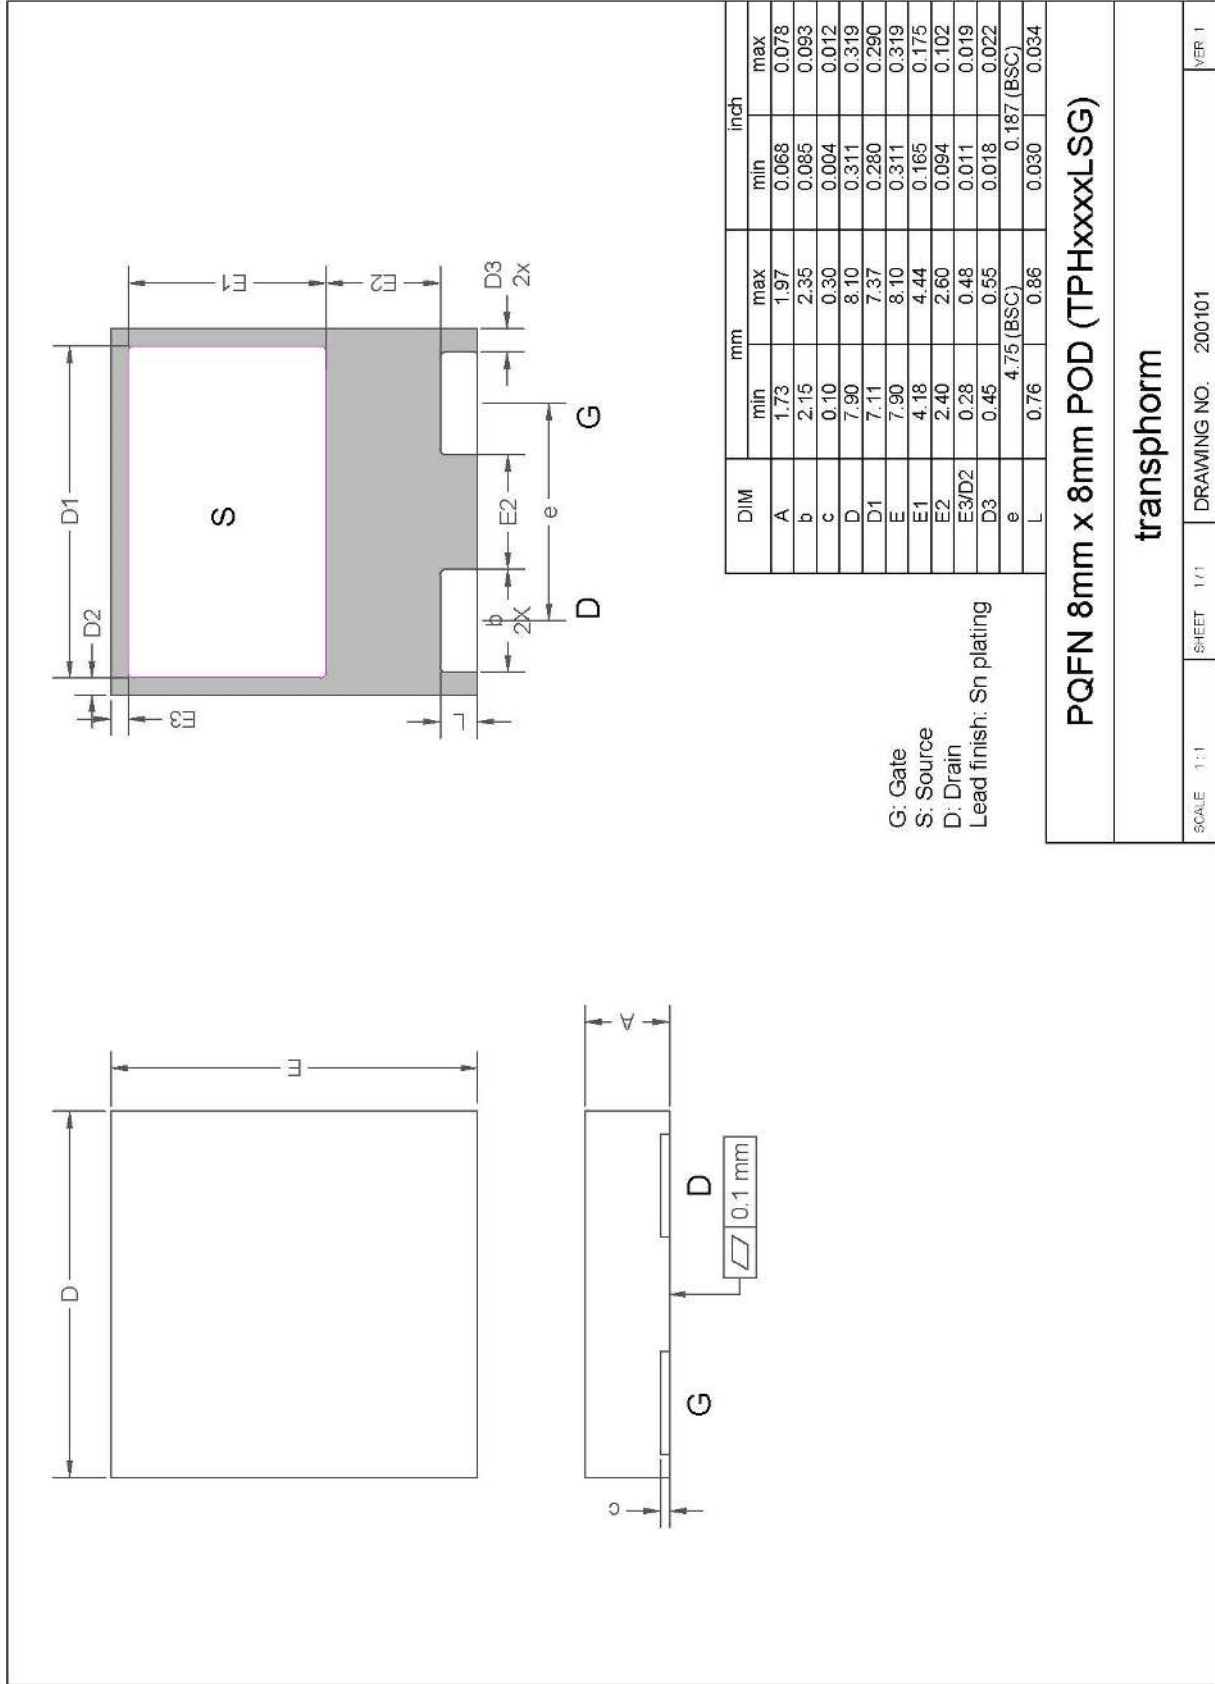 D
E
A
c
G
D
0.1 mm
D1
D2
E3
S
E1
E2
L
b
2X
E2
e
D3
2x
D
G
G: Gate
S: Source
D: Drain
Lead finish: Sn plating
DIM mm inch
min max min max
A 1.73 1.97 0.068 0.078
b 2.15 2.35 0.085 0.093
c 0.10 0.30 0.004 0.012
D 7.90 8.10 0.311 0.319
D1 7.11 7.37 0.280 0.290
E 7.90 8.10 0.311 0.319
E1 4.18 4.44 0.165 0.175
E2 2.40 2.60 0.094 0.102
E3/D2 0.28 0.48 0.011 0.019
D3 0.45 0.55 0.018 0.022
e 4.75 (BSC) 0.187 (BSC)
L 0.76 0.86 0.030 0.034
PQFN 8mm x 8mm POD (TPHxxxxLSG)
transphorm
SCALE 1:1 SHEET 1/1 DRAWING NO. 200101 VER 1